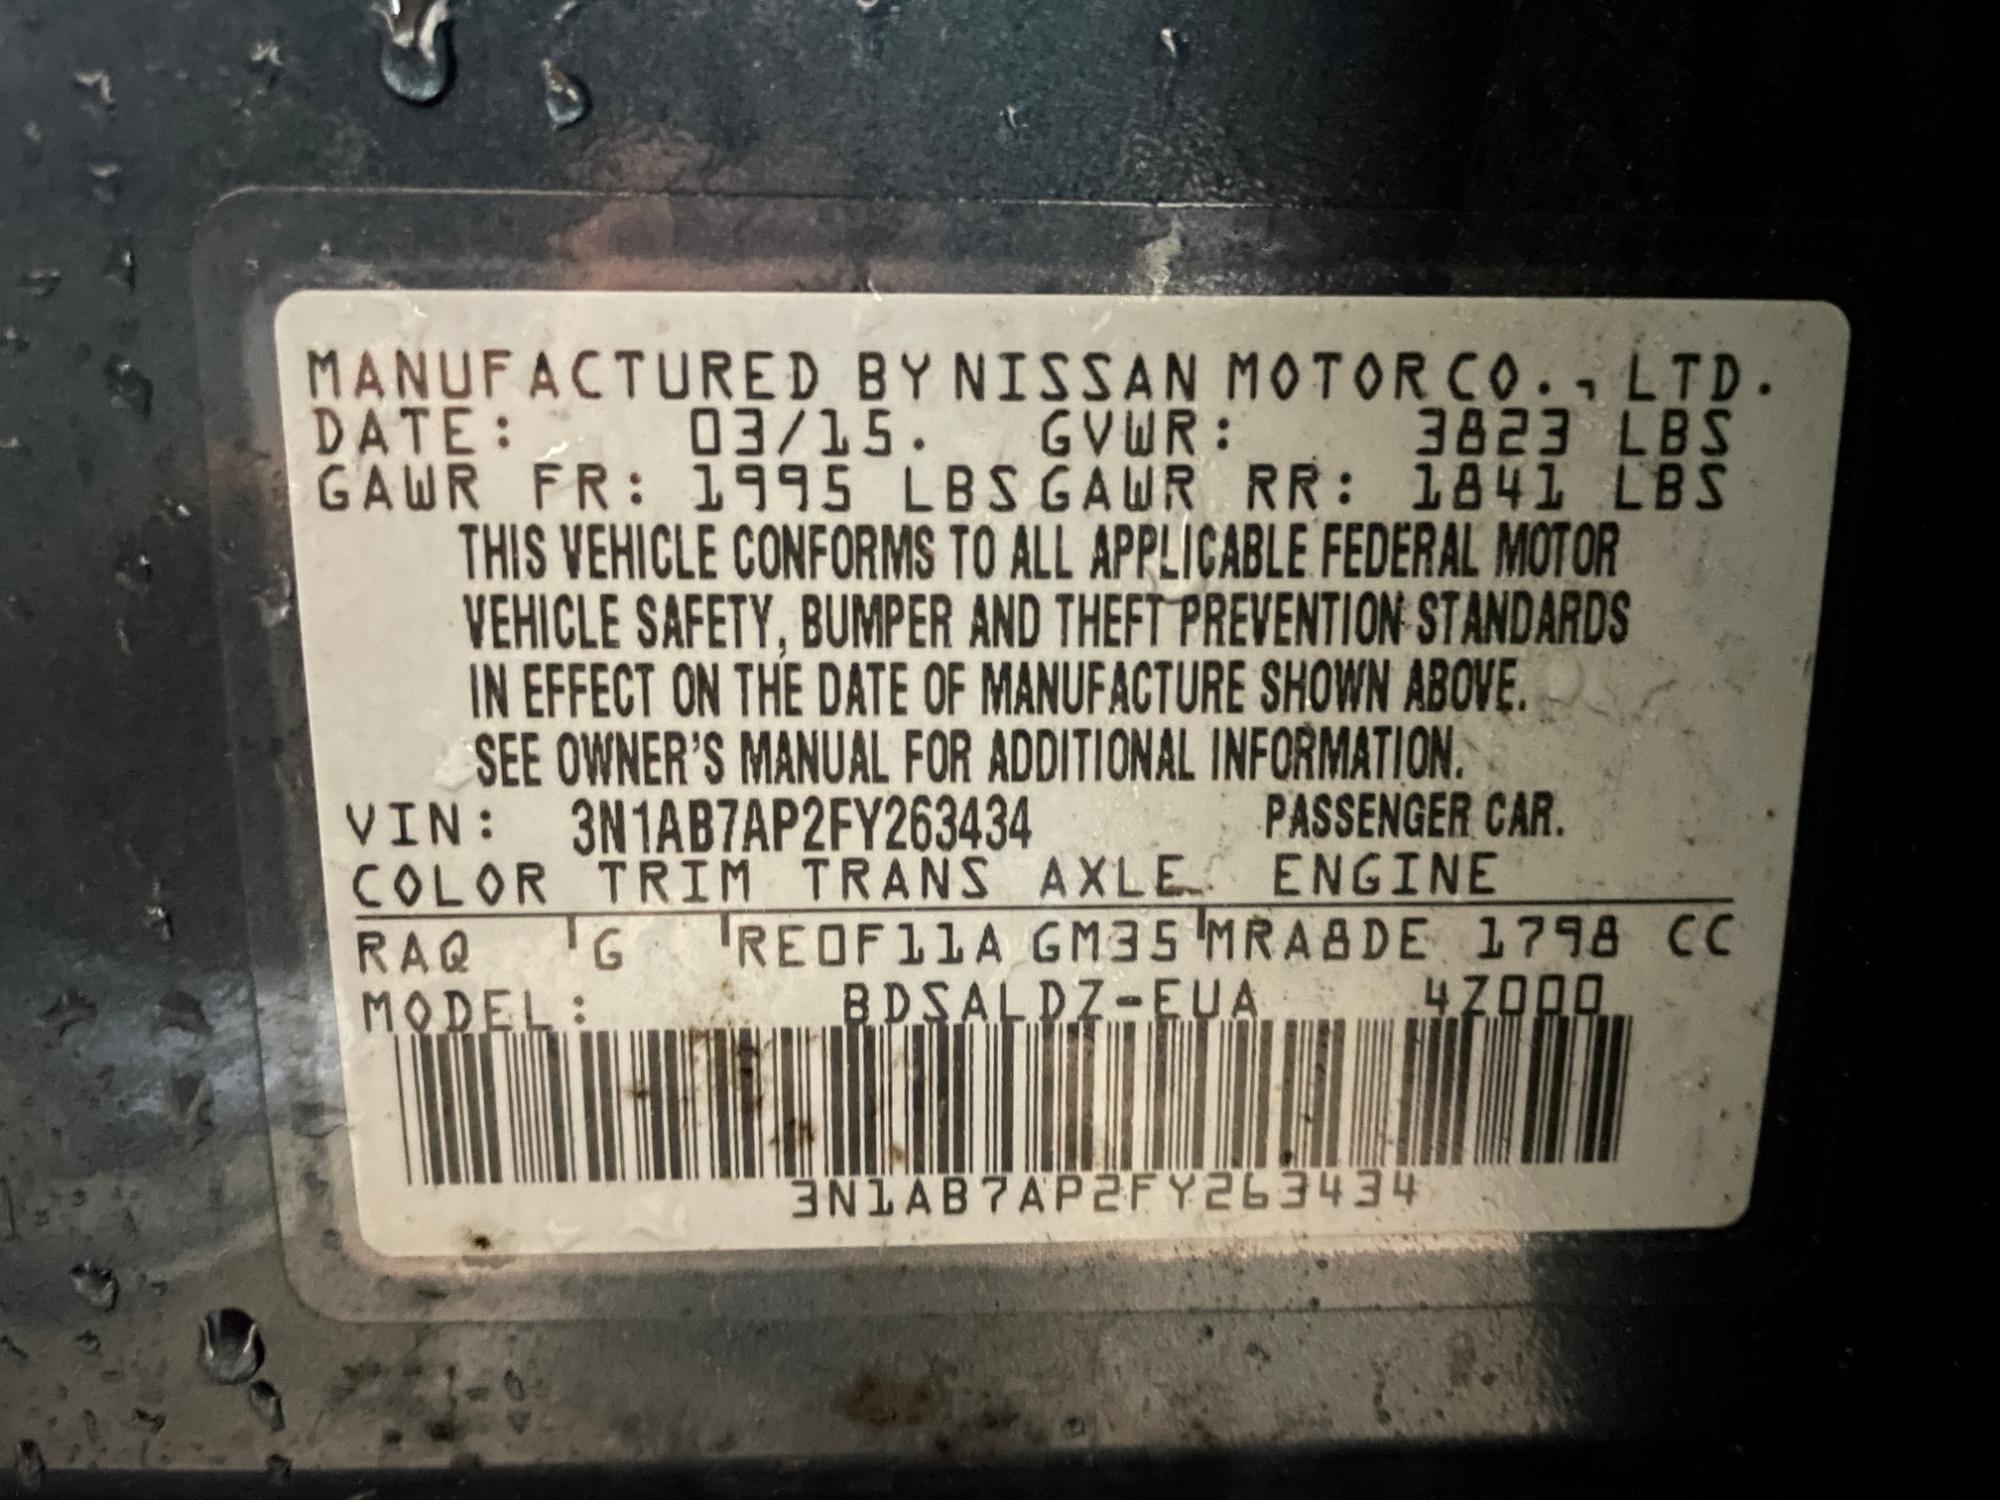 MANUFACTURED BY NISSAN MOTOR CO., LTD.
DATE: 03/15. GVWR: 3823 LBS
GAWR FR: 1995 LBS GAWR RR: 1841 LBS
THIS VEHICLE CONFORMS TO ALL APPLICABLE FEDERAL MOTOR
VEHICLE SAFETY, BUMPER AND THEFT PREVENTION STANDARDS
IN EFFECT ON THE DATE OF MANUFACTURE SHOWN ABOVE.
SEE OWNER'S MANUAL FOR ADDITIONAL INFORMATION.
VIN: 3N1AB7AP2FY263434 PASSENGER CAR.
COLOR TRIM TRANS AXLE ENGINE
RAQ G RE0F11A GM35 MRA8DE 1798 CC
MODEL: BDSALDZ-EUA 4Z000
3N1AB7AP2FY263434